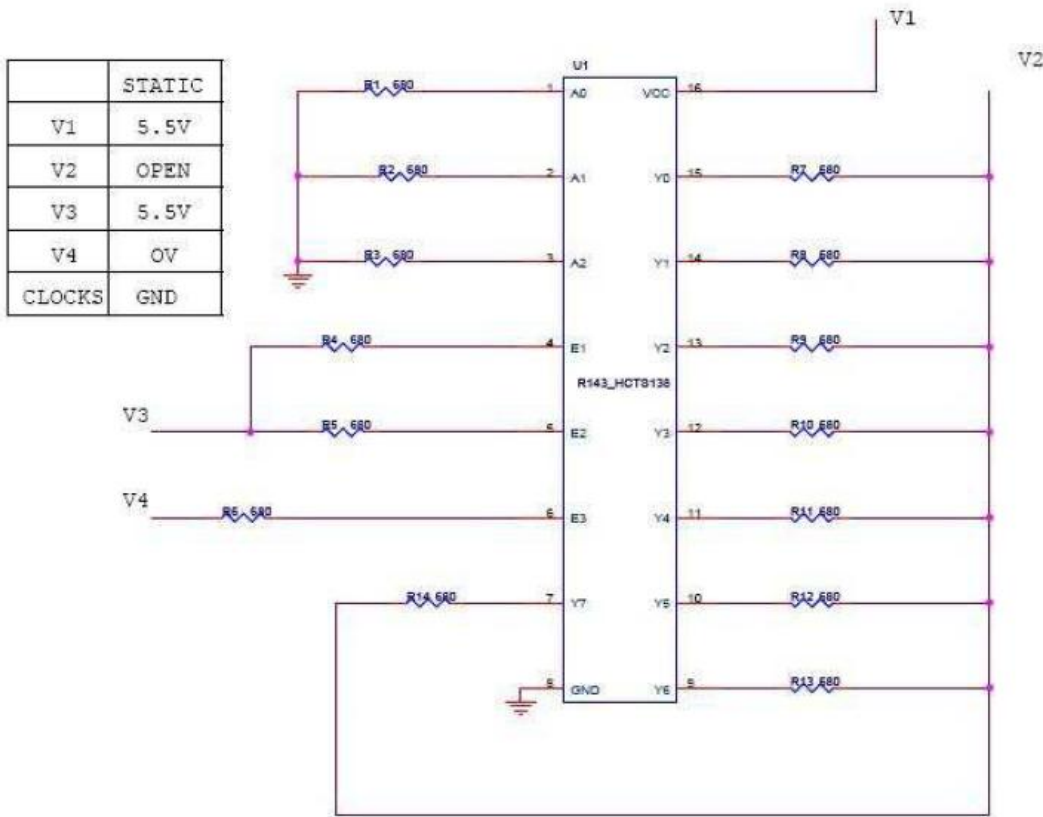 STATIC
V1 5.5V
V2 OPEN
V3 5.5V
V4 0V
CLOCKS GND
V1
V2
U1
R1 680
1 A0 VCC 16
R2 680
2 A1 Y0 15
R7 680
R3 680
3 A2 Y1 14
R8 680
R4 680
4 E1 Y2 13
R9 680
R143_HCTS138
V3
R5 680
5 E2 Y3 12
R10 680
V4
R6 680
6 E3 Y4 11
R11 680
R14 680
7 Y7 Y5 10
R12 680
8 GND Y6 9
R13 680